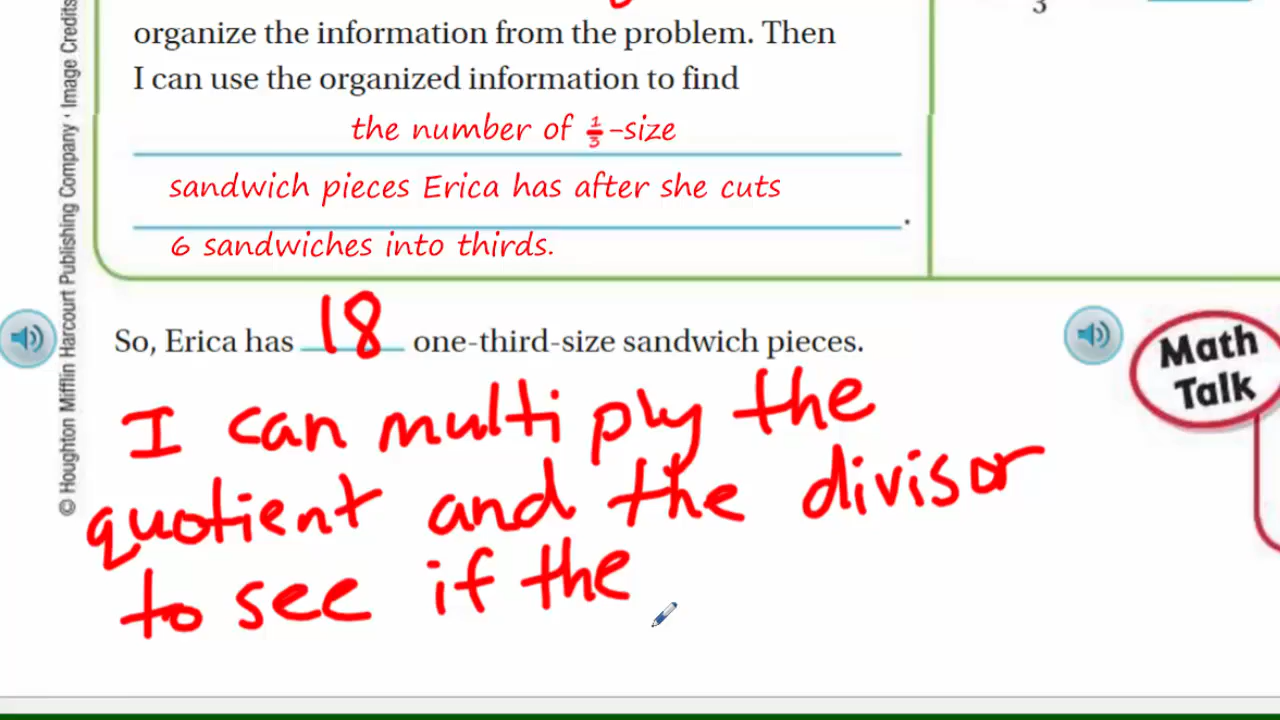 3
organize the information from the problem. Then
I can use the organized information to find
the number of 1/3-size
sandwich pieces Erica has after she cuts
6 sandwiches into thirds.
.
© Houghton Mifflin Harcourt Publishing Company • Image Credits
So, Erica has 18 one-third-size sandwich pieces.
Math
Talk
I can multiply the
quotient and the divisor
to see if the